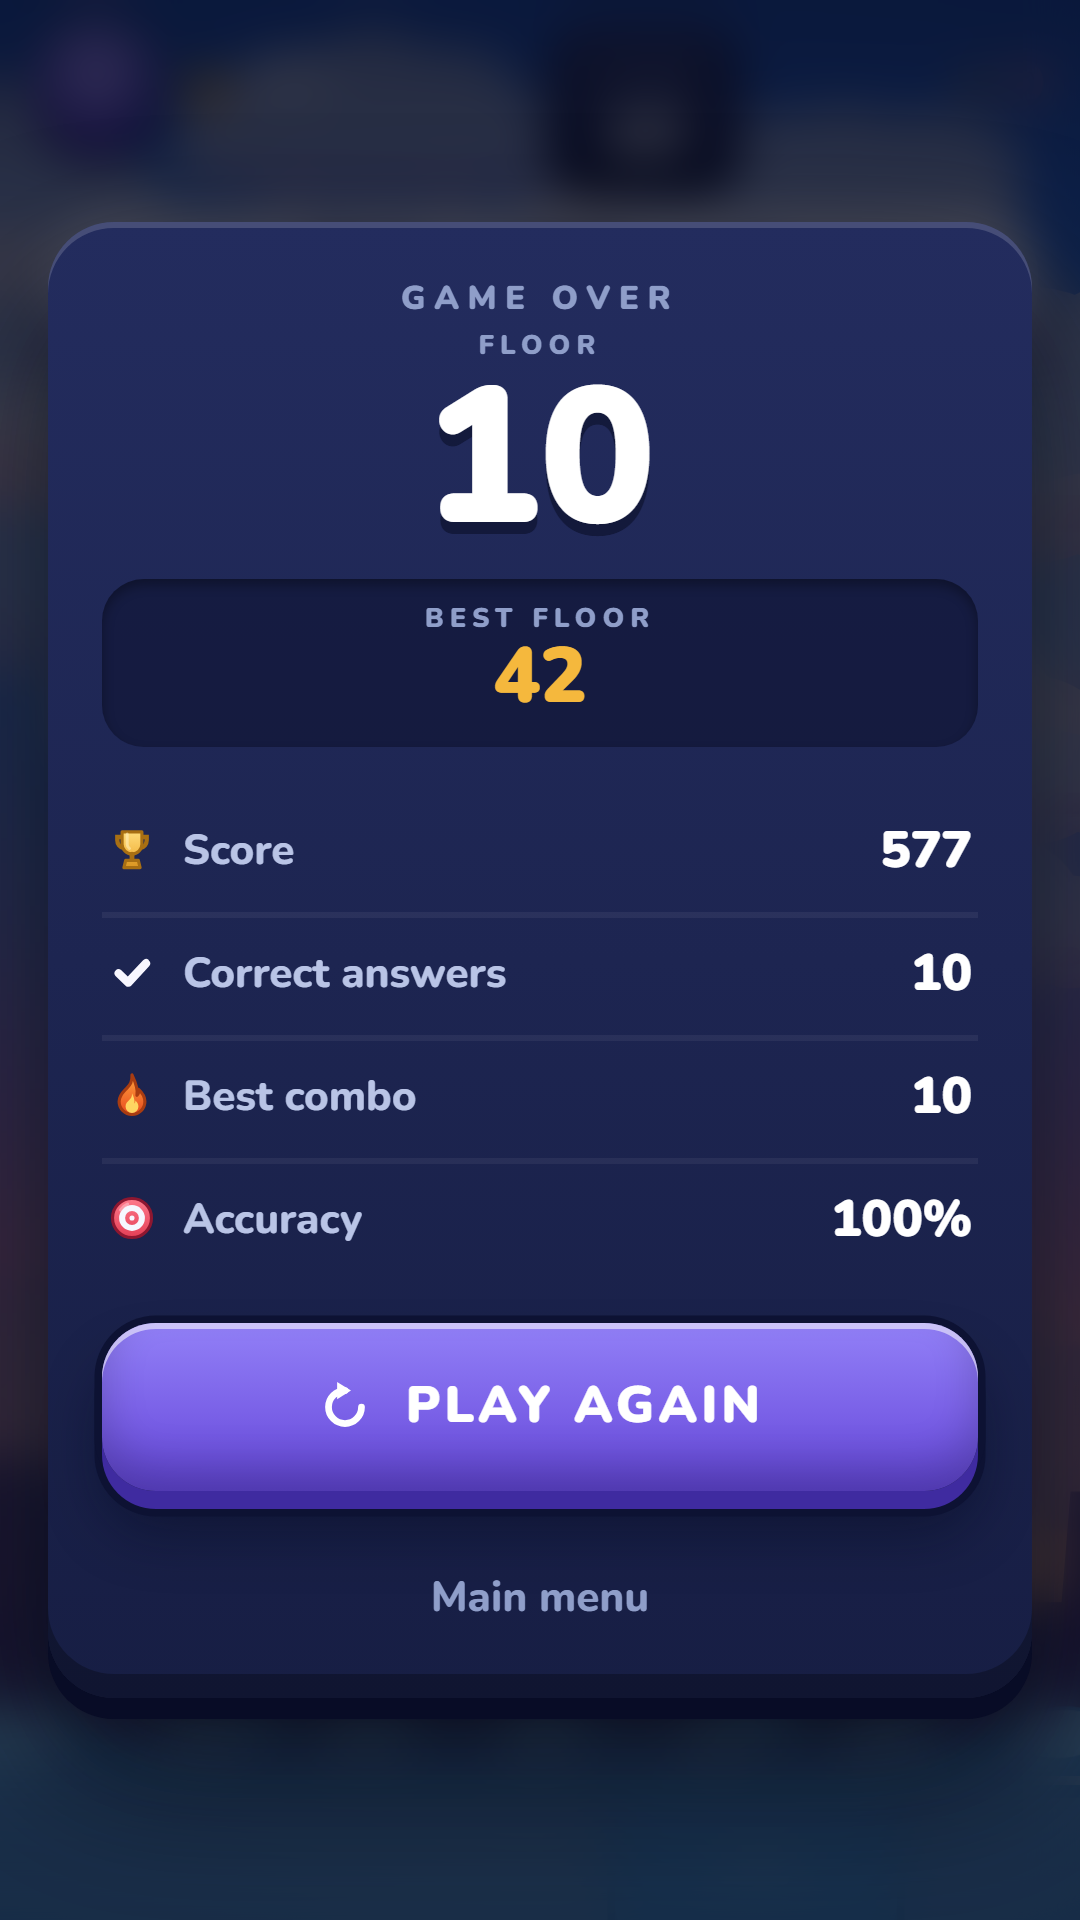 GAME OVER
FLOOR
10
BEST FLOOR
42
Score 577
Correct answers 10
Best combo 10
Accuracy 100%
PLAY AGAIN
Main menu